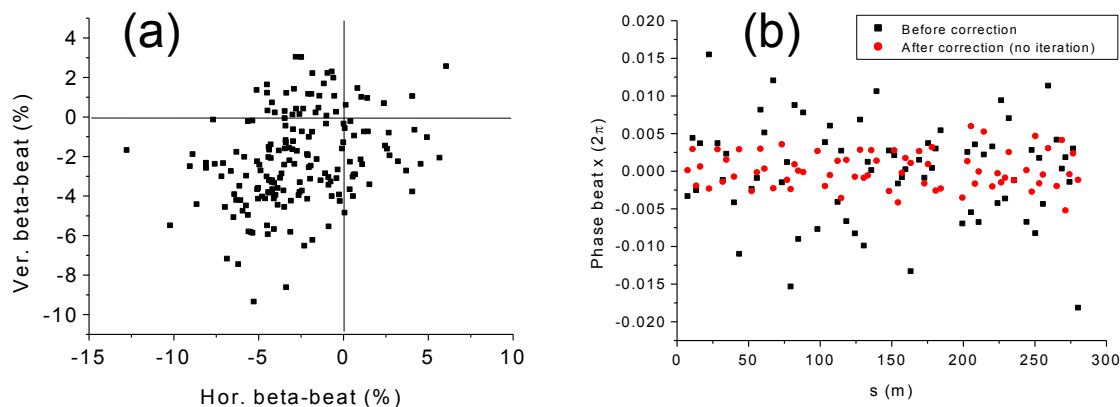 (a)
4
2
0
-2
-4
-6
-8
-10
Ver. beta-beat (%)
-15 -10 -5 0 5 10
Hor. beta-beat (%)
(b)
Before correction
After correction (no iteration)
0.020
0.015
0.010
0.005
0.000
-0.005
-0.010
-0.015
-0.020
Phase beat x (2π)
0 50 100 150 200 250 300
s (m)